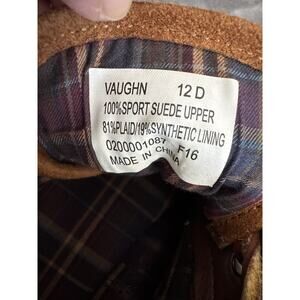 VAUGHN 12 D
100%SPORT SUEDE UPPER
81%PLAID/19%SYNTHETIC LINING
0200001087 F16
MADE IN CHINA